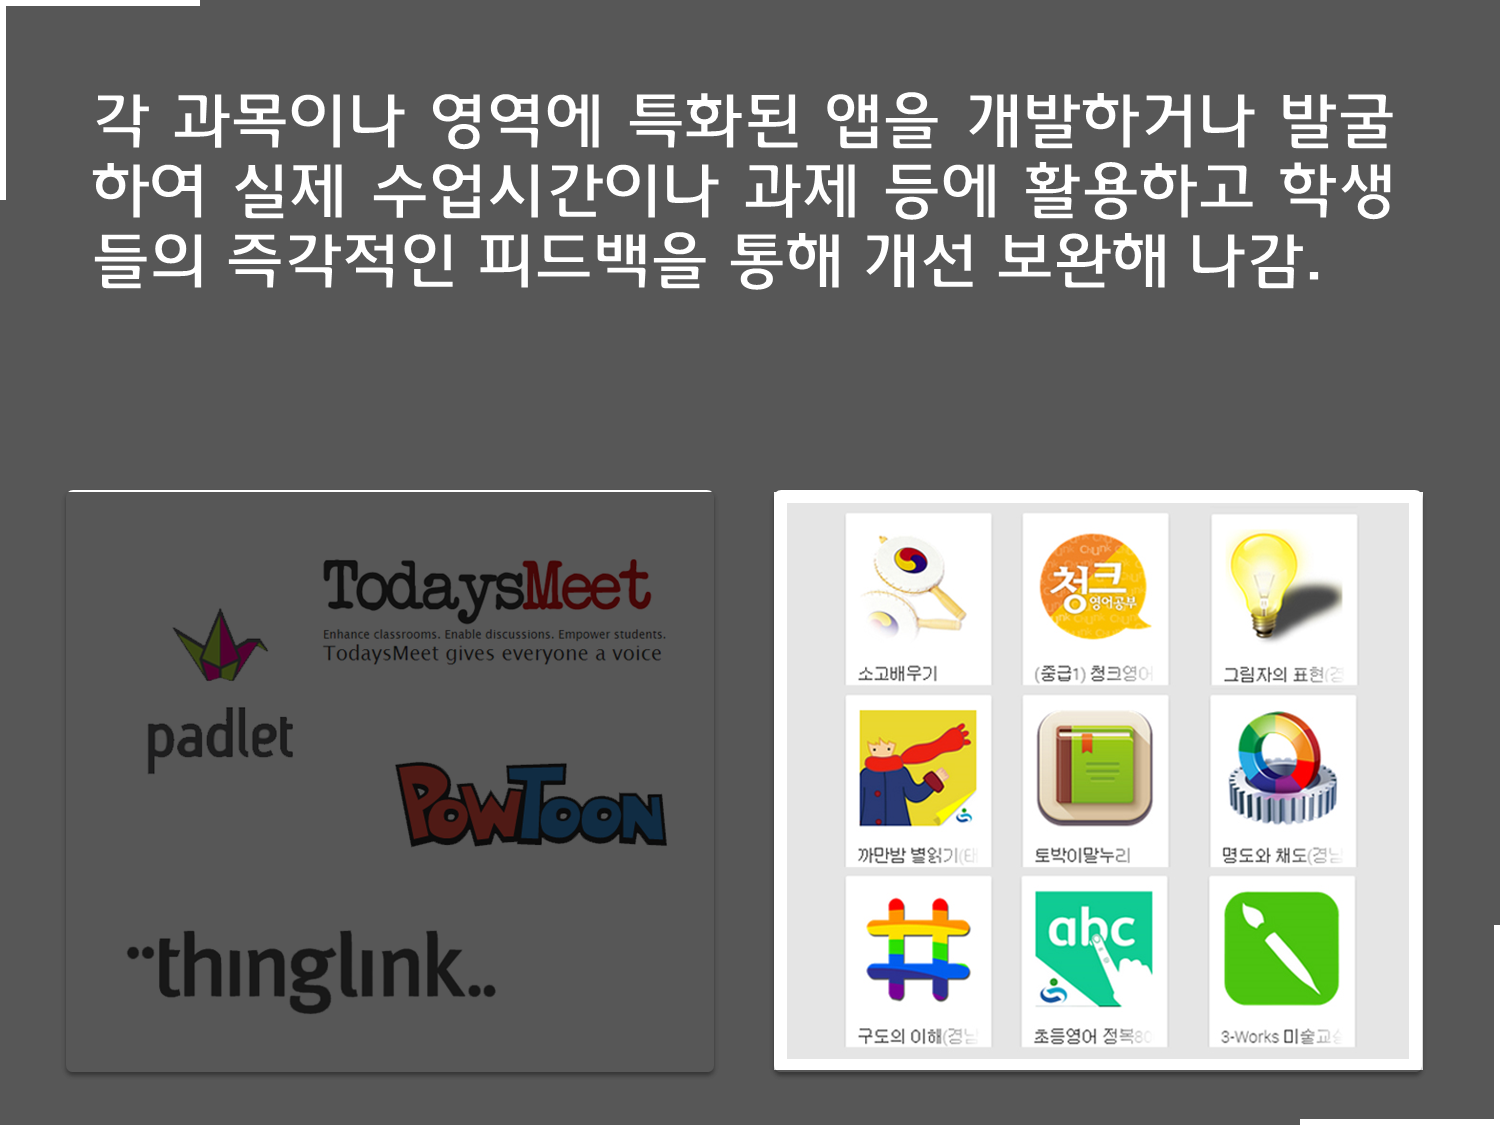 각 과목이나 영역에 특화된 앱을 개발하거나 발굴
하여 실제 수업시간이나 과제 등에 활용하고 학생
들의 즉각적인 피드백을 통해 개선 보완해 나감.
TodaysMeet
Enhance classrooms. Enable discussions. Empower students.
TodaysMeet gives everyone a voice
padlet
PowToon
thinglink..
청크
영어공부
소고배우기
(중급1) 청크영어
그림자의 표현(경
까만밤 별읽기(태
토박이말누리
명도와 채도(경남
abc
구도의 이해(경남
초등영어 정복80
3-Works 미술교실